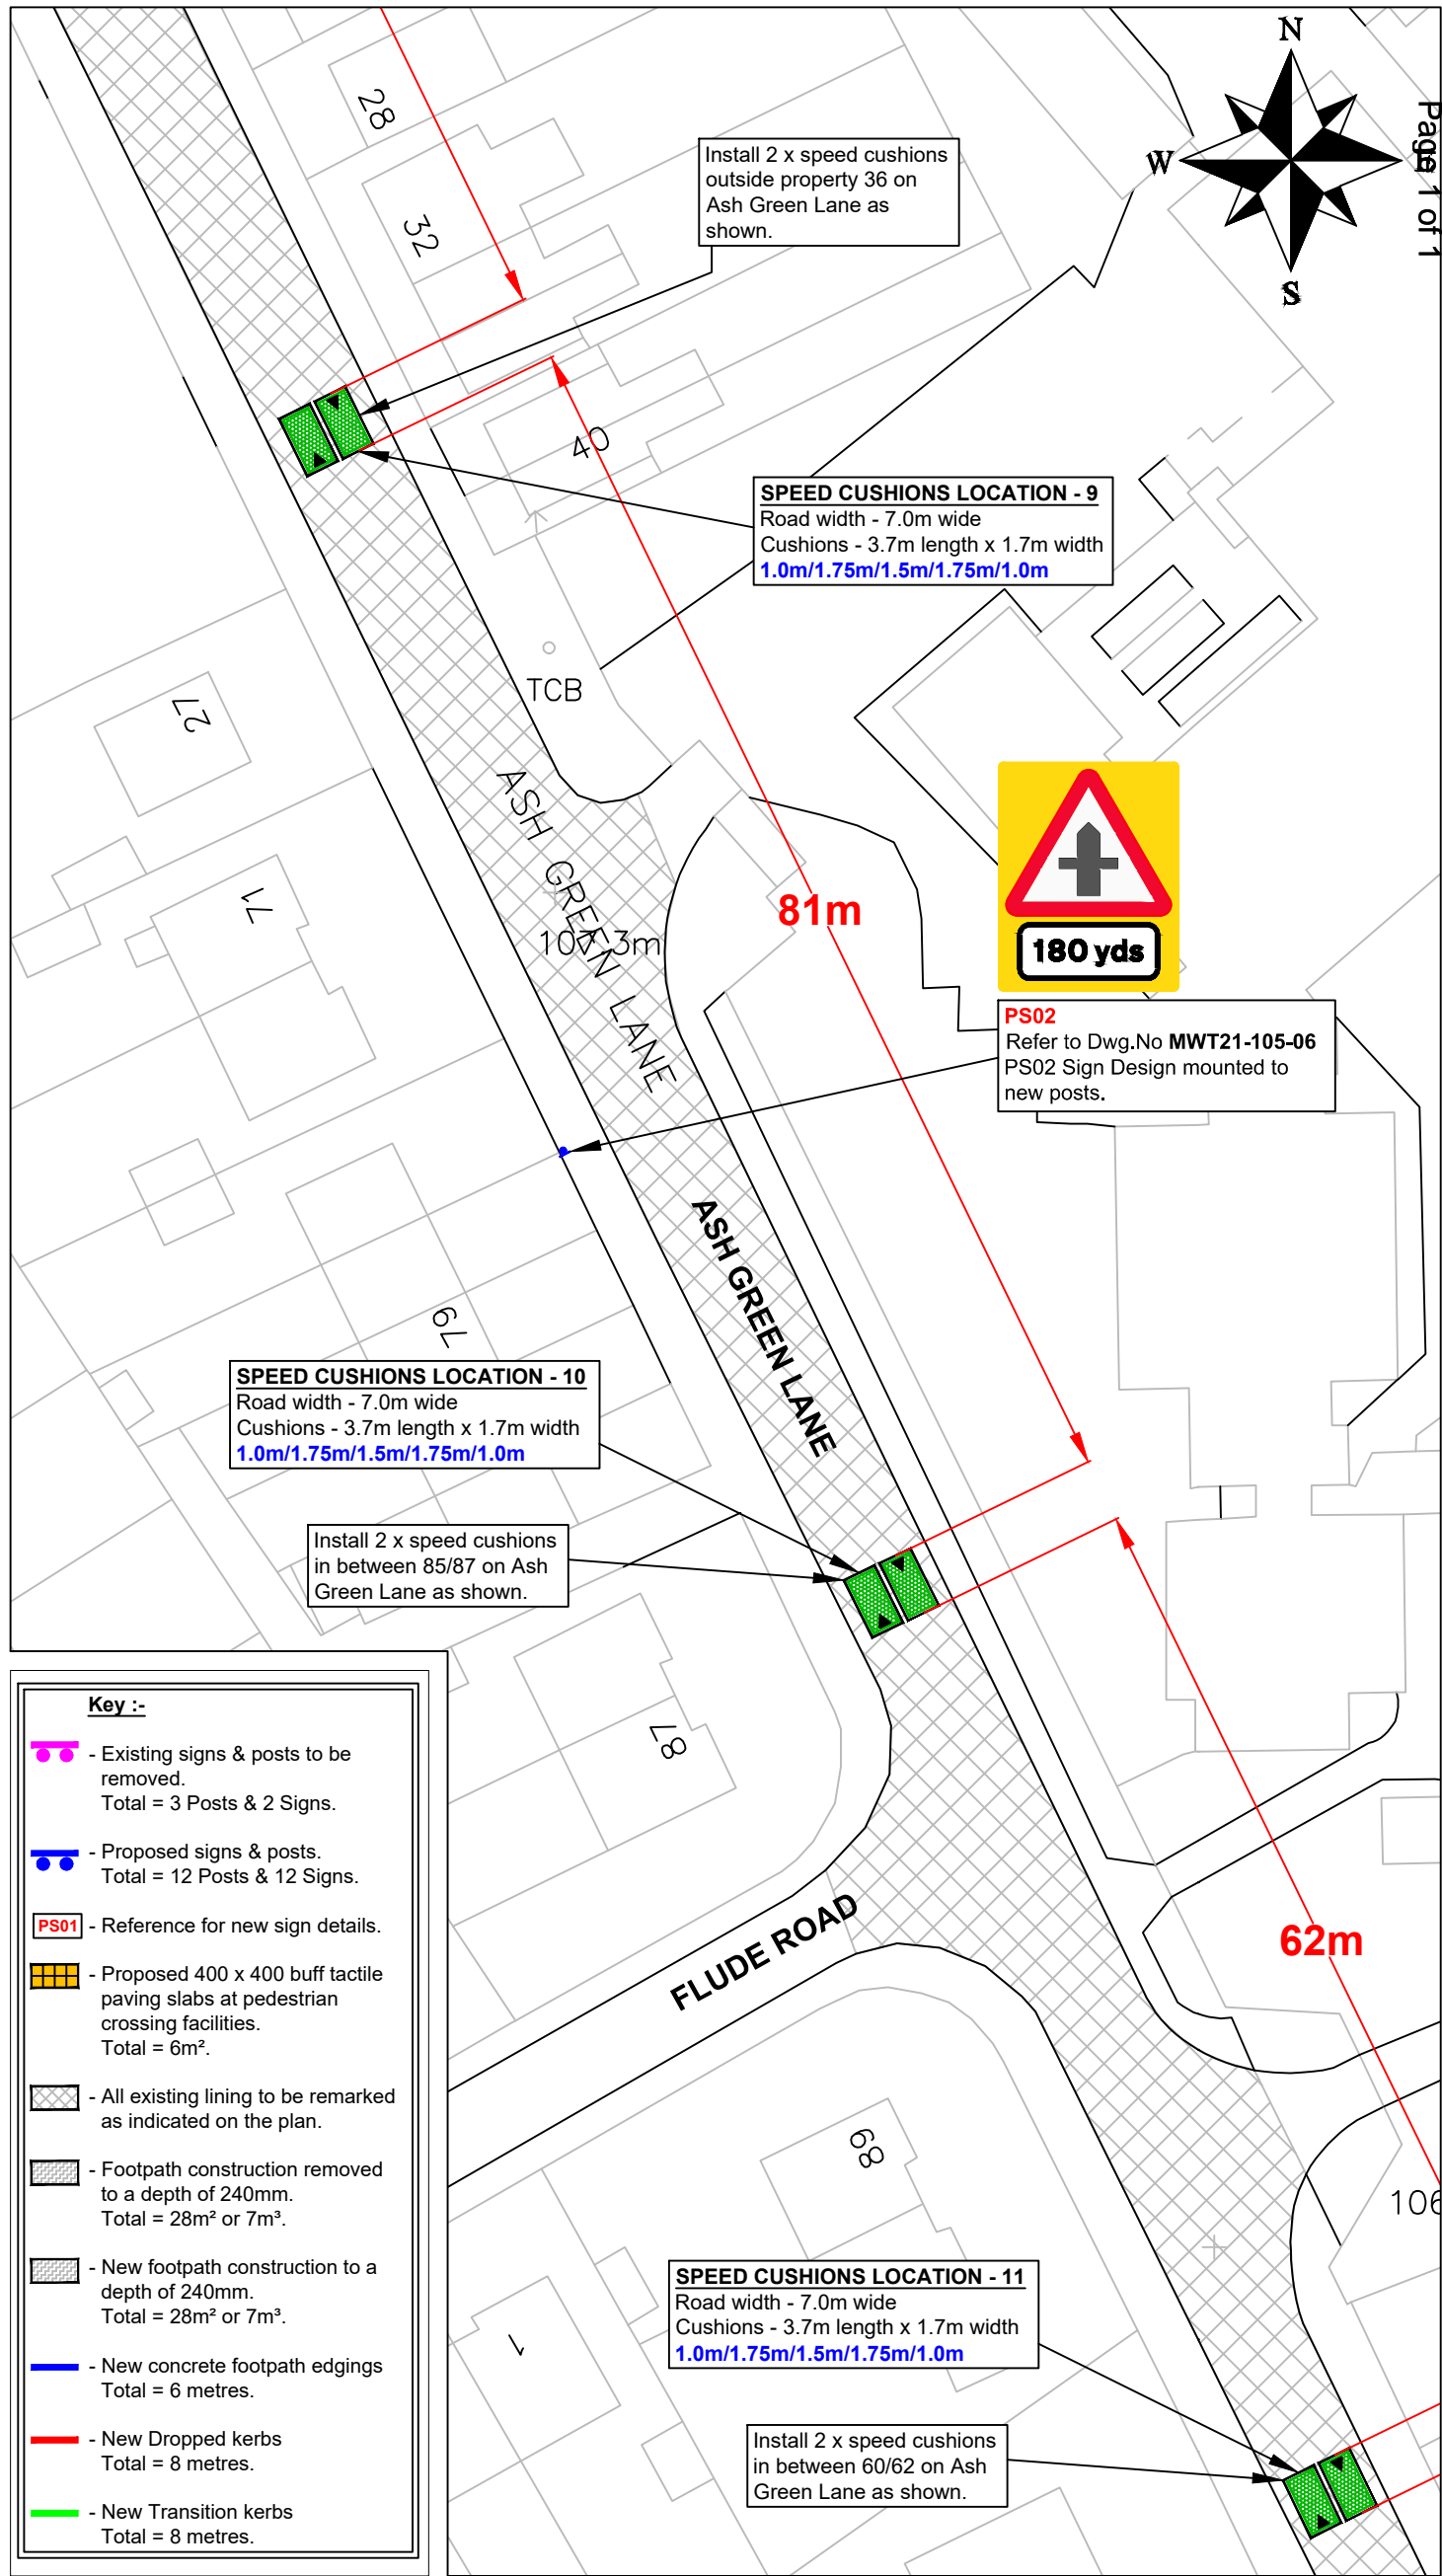 N
W
S
Page 1 of 1
28
32
Install 2 x speed cushions
outside property 36 on
Ash Green Lane as
shown.
40
SPEED CUSHIONS LOCATION - 9
Road width - 7.0m wide
Cushions - 3.7m length x 1.7m width
1.0m/1.75m/1.5m/1.75m/1.0m
TCB
27
71
ASH GREEN LANE
107.3m
81m
180 yds
PS02
Refer to Dwg.No MWT21-105-06
PS02 Sign Design mounted to
new posts.
ASH GREEN LANE
79
SPEED CUSHIONS LOCATION - 10
Road width - 7.0m wide
Cushions - 3.7m length x 1.7m width
1.0m/1.75m/1.5m/1.75m/1.0m
Install 2 x speed cushions
in between 85/87 on Ash
Green Lane as shown.
87
FLUDE ROAD
62m
89
106
1
SPEED CUSHIONS LOCATION - 11
Road width - 7.0m wide
Cushions - 3.7m length x 1.7m width
1.0m/1.75m/1.5m/1.75m/1.0m
Install 2 x speed cushions
in between 60/62 on Ash
Green Lane as shown.
Key :-
- Existing signs & posts to be
removed.
Total = 3 Posts & 2 Signs.
- Proposed signs & posts.
Total = 12 Posts & 12 Signs.
PS01 - Reference for new sign details.
- Proposed 400 x 400 buff tactile
paving slabs at pedestrian
crossing facilities.
Total = 6m².
- All existing lining to be remarked
as indicated on the plan.
- Footpath construction removed
to a depth of 240mm.
Total = 28m² or 7m³.
- New footpath construction to a
depth of 240mm.
Total = 28m² or 7m³.
- New concrete footpath edgings
Total = 6 metres.
- New Dropped kerbs
Total = 8 metres.
- New Transition kerbs
Total = 8 metres.